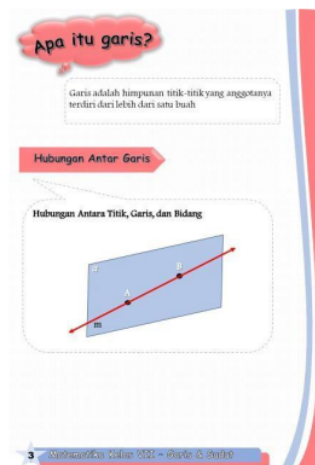 Apa itu garis?
Garis adalah himpunan titik-titik yang anggotanya
terdiri dari lebih dari satu buah
Hubungan Antar Garis
Hubungan Antara Titik, Garis, dan Bidang
B
A
m
3 Matematika Kelas VII - Garis & Sudut